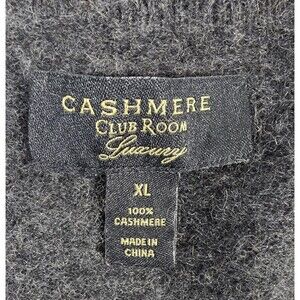 CASHMERE
CLUB ROOM
Luxury
XL
100%
CASHMERE
MADE IN
CHINA